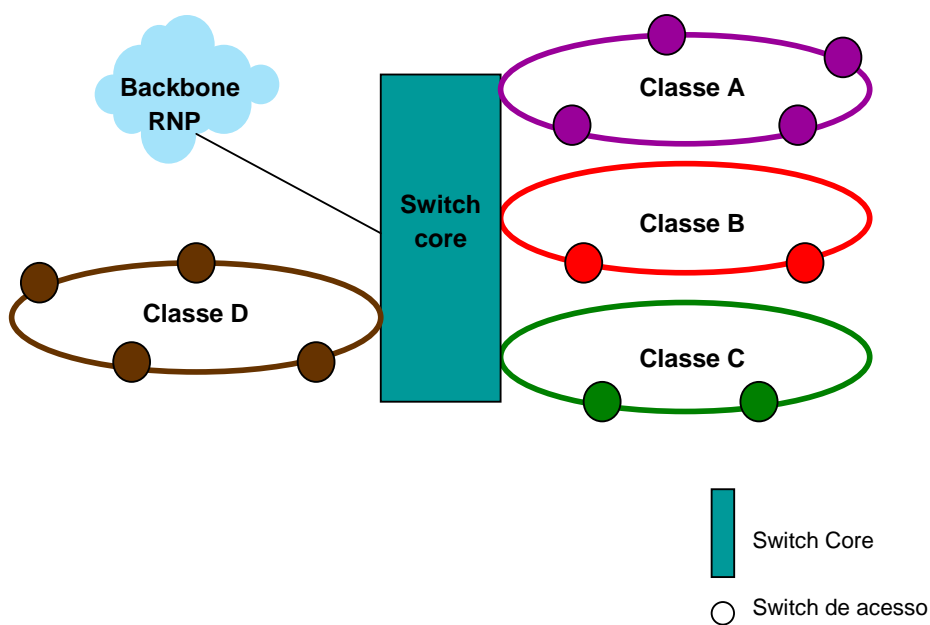 Backbone
RNP
Classe A
Switch
core
Classe B
Classe D
Classe C
Switch Core
Switch de acesso